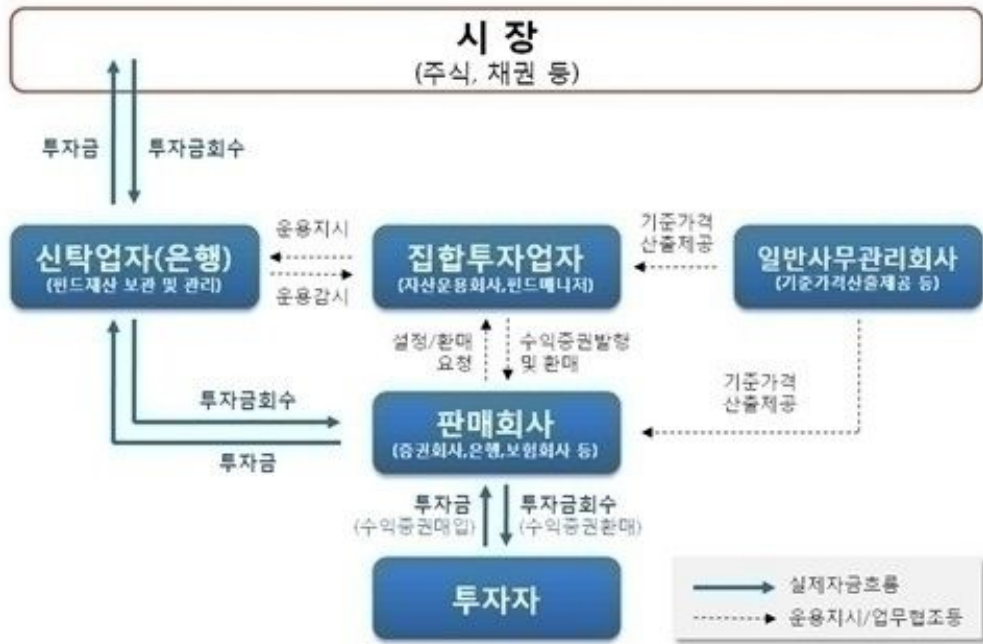 시 장
(주식, 채권 등)
투자금
투자금회수
신탁업자(은행)
(펀드재산 보관 및 관리)
운용지시
운용감시
집합투자업자
(자산운용회사,펀드매니저)
기준가격
산출제공
일반사무관리회사
(기준가격산출제공 등)
설정/환매
요청
수익증권발행
및 환매
기준가격
산출제공
투자금회수
투자금
판매회사
(증권회사,은행,보험회사 등)
투자금
(수익증권매입)
투자금회수
(수익증권환매)
투자자
실제자금흐름
운용지시/업무협조등